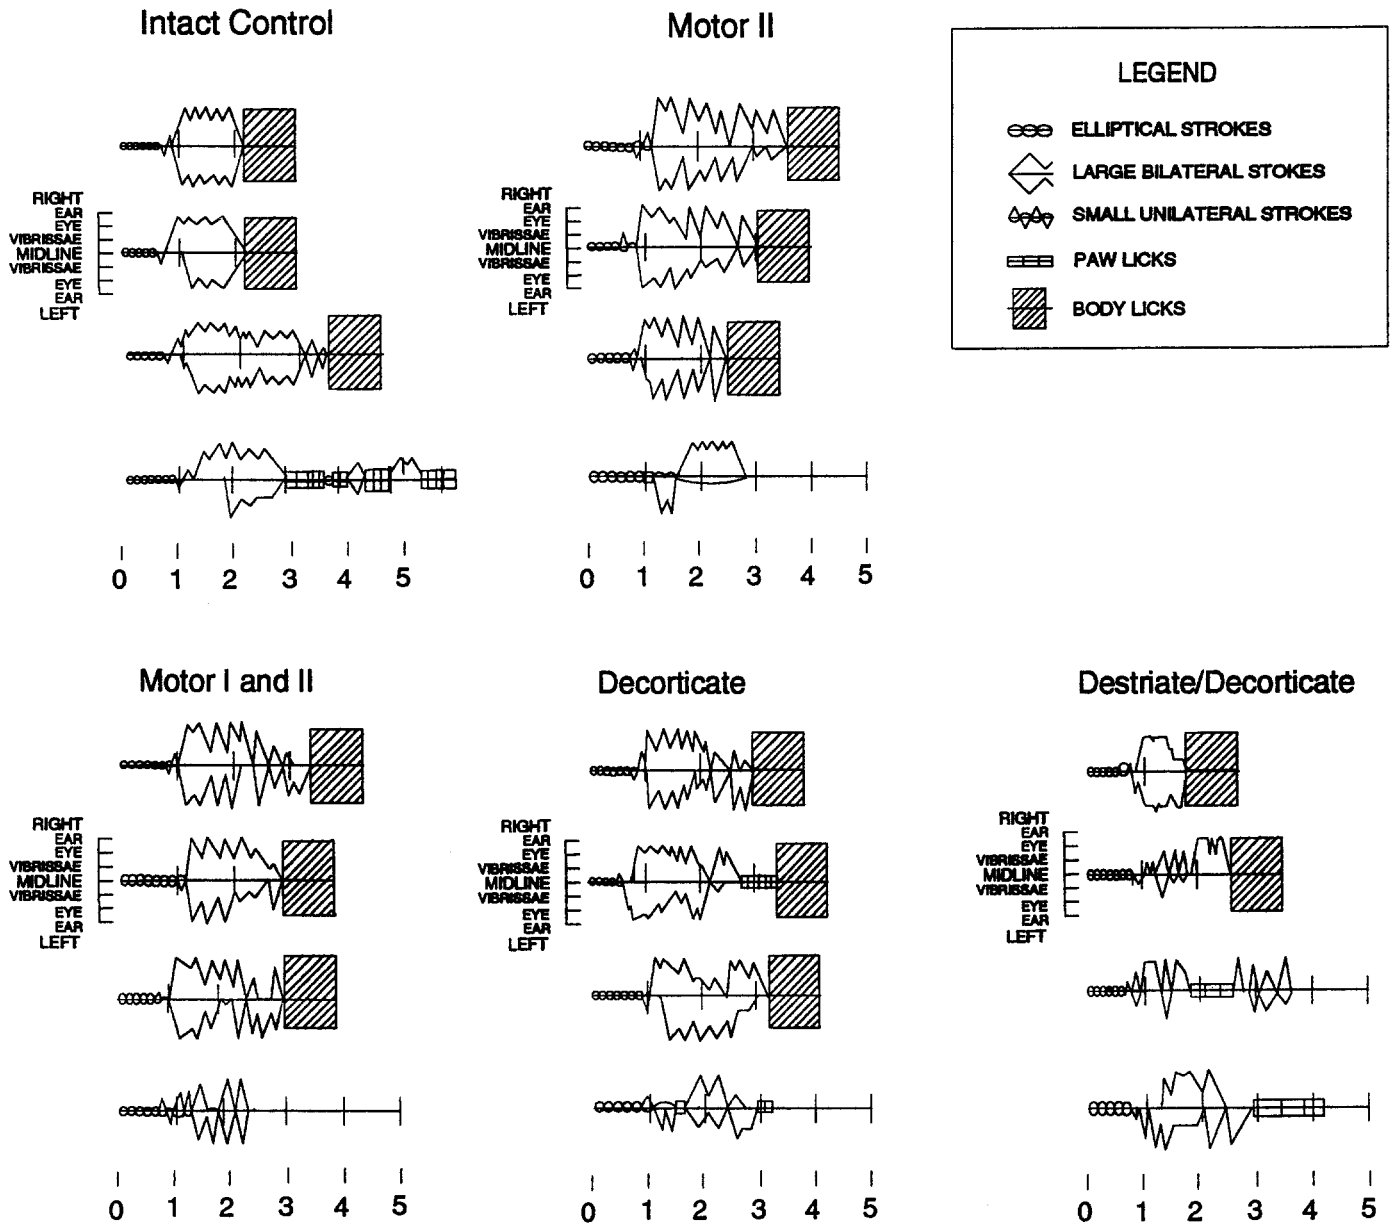 Intact Control
RIGHT
EAR
EYE
VIBRISSAE
MIDLINE
VIBRISSAE
EYE
EAR
LEFT
0 1 2 3 4 5
Motor II
RIGHT
EAR
EYE
VIBRISSAE
MIDLINE
VIBRISSAE
EYE
EAR
LEFT
0 1 2 3 4 5
LEGEND
ELLIPTICAL STROKES
LARGE BILATERAL STOKES
SMALL UNILATERAL STROKES
PAW LICKS
BODY LICKS
Motor I and II
RIGHT
EAR
EYE
VIBRISSAE
MIDLINE
VIBRISSAE
EYE
EAR
LEFT
0 1 2 3 4 5
Decorticate
RIGHT
EAR
EYE
VIBRISSAE
MIDLINE
VIBRISSAE
EYE
EAR
LEFT
0 1 2 3 4 5
Destriate/Decorticate
RIGHT
EAR
EYE
VIBRISSAE
MIDLINE
VIBRISSAE
EYE
EAR
LEFT
0 1 2 3 4 5